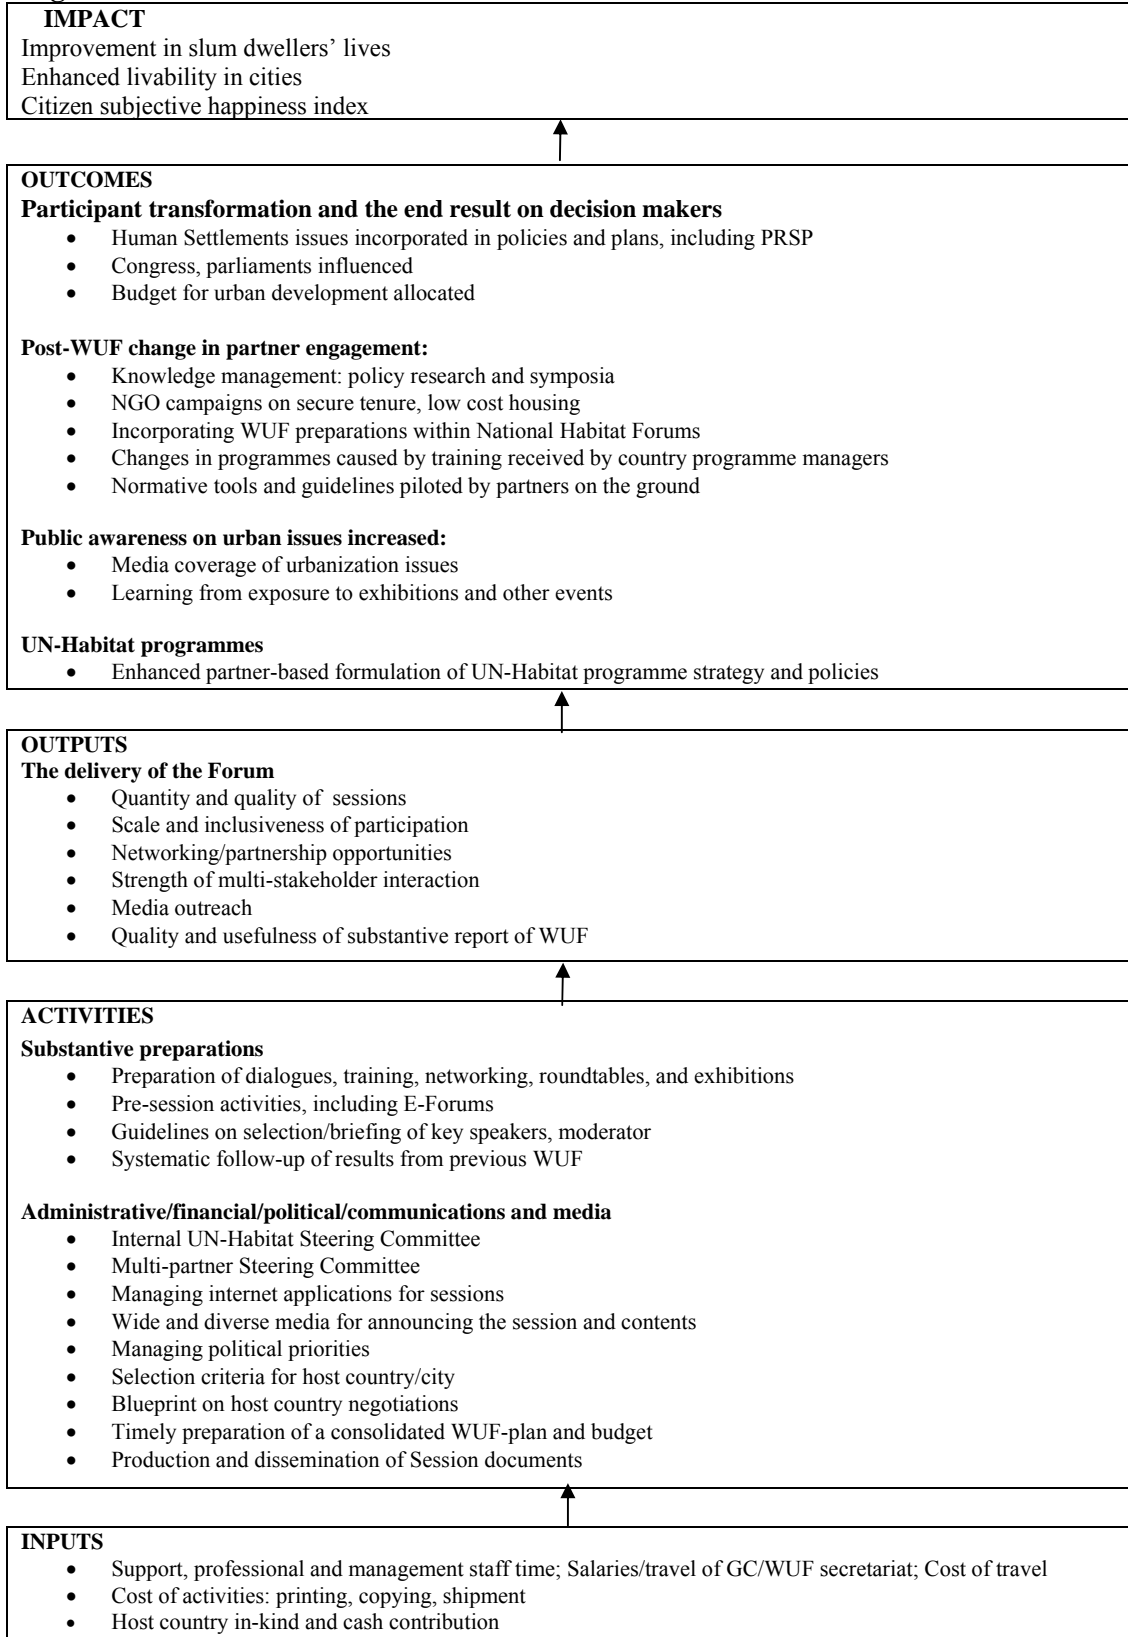 IMPACT
Improvement in slum dwellers’ lives
Enhanced livability in cities
Citizen subjective happiness index
OUTCOMES
Participant transformation and the end result on decision makers
• Human Settlements issues incorporated in policies and plans, including PRSP
• Congress, parliaments influenced
• Budget for urban development allocated
Post-WUF change in partner engagement:
• Knowledge management: policy research and symposia
• NGO campaigns on secure tenure, low cost housing
• Incorporating WUF preparations within National Habitat Forums
• Changes in programmes caused by training received by country programme managers
• Normative tools and guidelines piloted by partners on the ground
Public awareness on urban issues increased:
• Media coverage of urbanization issues
• Learning from exposure to exhibitions and other events
UN-Habitat programmes
• Enhanced partner-based formulation of UN-Habitat programme strategy and policies
OUTPUTS
The delivery of the Forum
• Quantity and quality of sessions
• Scale and inclusiveness of participation
• Networking/partnership opportunities
• Strength of multi-stakeholder interaction
• Media outreach
• Quality and usefulness of substantive report of WUF
ACTIVITIES
Substantive preparations
• Preparation of dialogues, training, networking, roundtables, and exhibitions
• Pre-session activities, including E-Forums
• Guidelines on selection/briefing of key speakers, moderator
• Systematic follow-up of results from previous WUF
Administrative/financial/political/communications and media
• Internal UN-Habitat Steering Committee
• Multi-partner Steering Committee
• Managing internet applications for sessions
• Wide and diverse media for announcing the session and contents
• Managing political priorities
• Selection criteria for host country/city
• Blueprint on host country negotiations
• Timely preparation of a consolidated WUF-plan and budget
• Production and dissemination of Session documents
INPUTS
• Support, professional and management staff time; Salaries/travel of GC/WUF secretariat; Cost of travel
• Cost of activities: printing, copying, shipment
• Host country in-kind and cash contribution